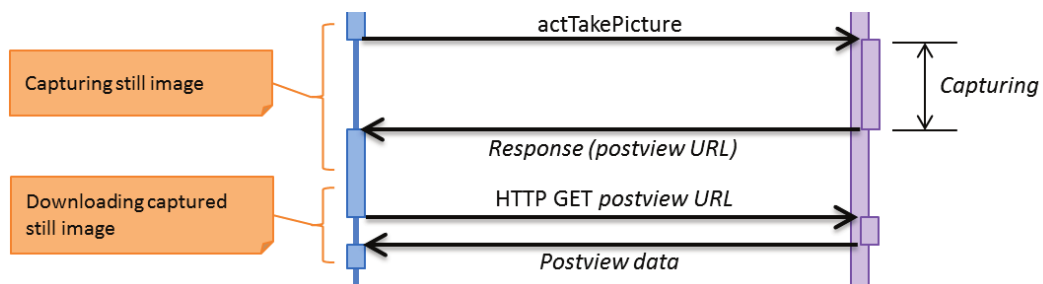 actTakePicture
Capturing still image
Capturing
Response (postview URL)
Downloading captured
still image
HTTP GET postview URL
Postview data